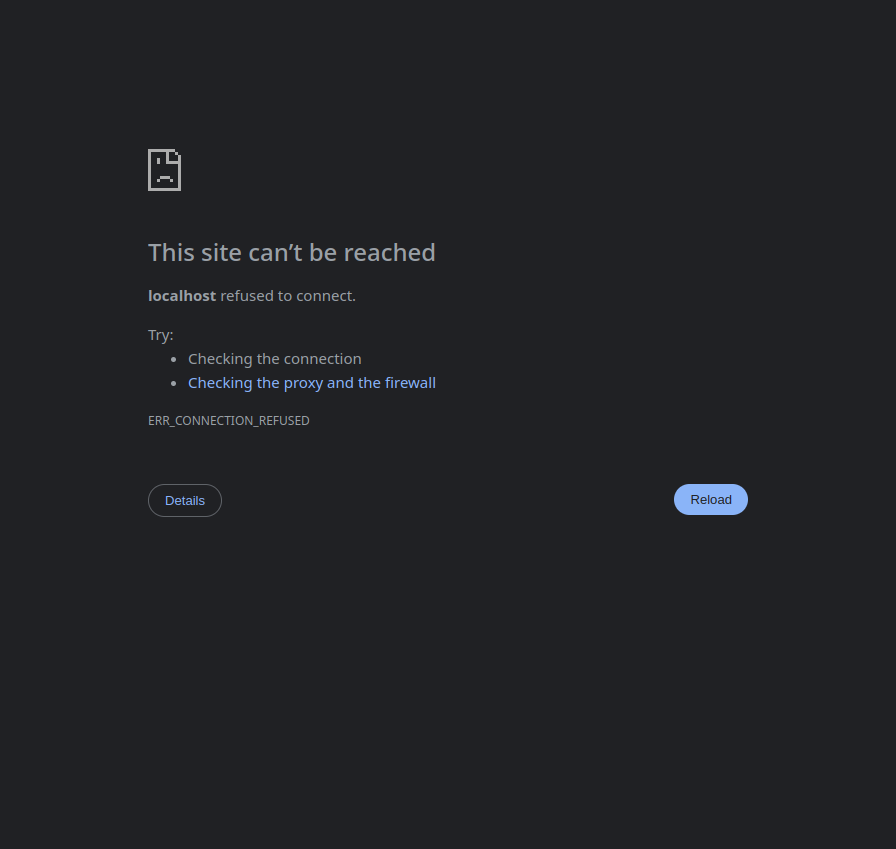 This site can’t be reached
localhost refused to connect.
Try:
Checking the connection
Checking the proxy and the firewall
ERR_CONNECTION_REFUSED
Details
Reload